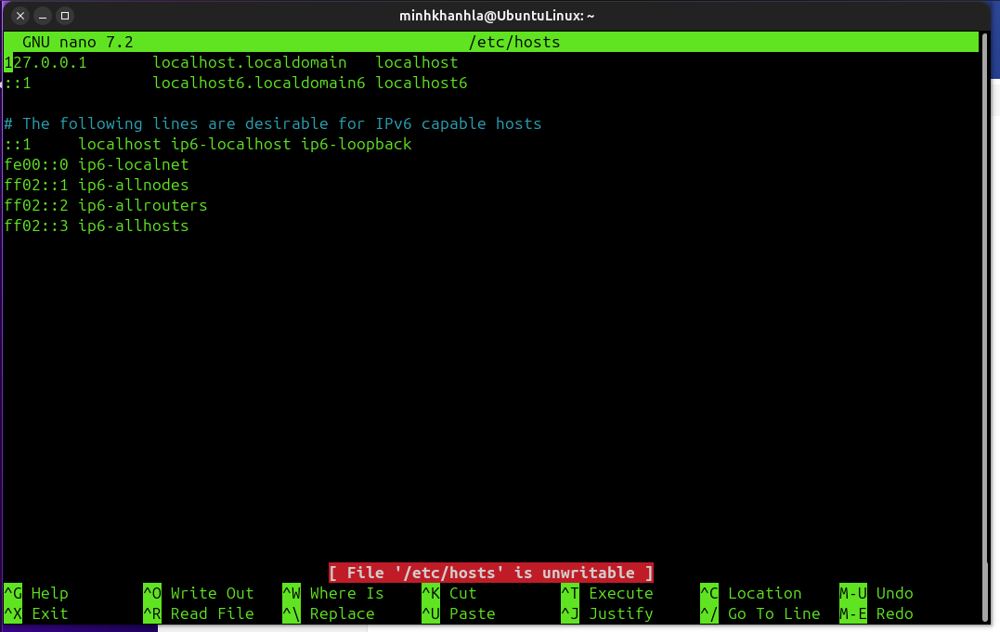 minhkhanhla@UbuntuLinux: ~
GNU nano 7.2 /etc/hosts
127.0.0.1 localhost.localdomain localhost
::1 localhost6.localdomain6 localhost6
# The following lines are desirable for IPv6 capable hosts
::1 localhost ip6-localhost ip6-loopback
fe00::0 ip6-localnet
ff02::1 ip6-allnodes
ff02::2 ip6-allrouters
ff02::3 ip6-allhosts
[ File '/etc/hosts' is unwritable ]
^G Help ^O Write Out ^W Where Is ^K Cut ^T Execute ^C Location M-U Undo
^X Exit ^R Read File ^\ Replace ^U Paste ^J Justify ^/ Go To Line M-E Redo